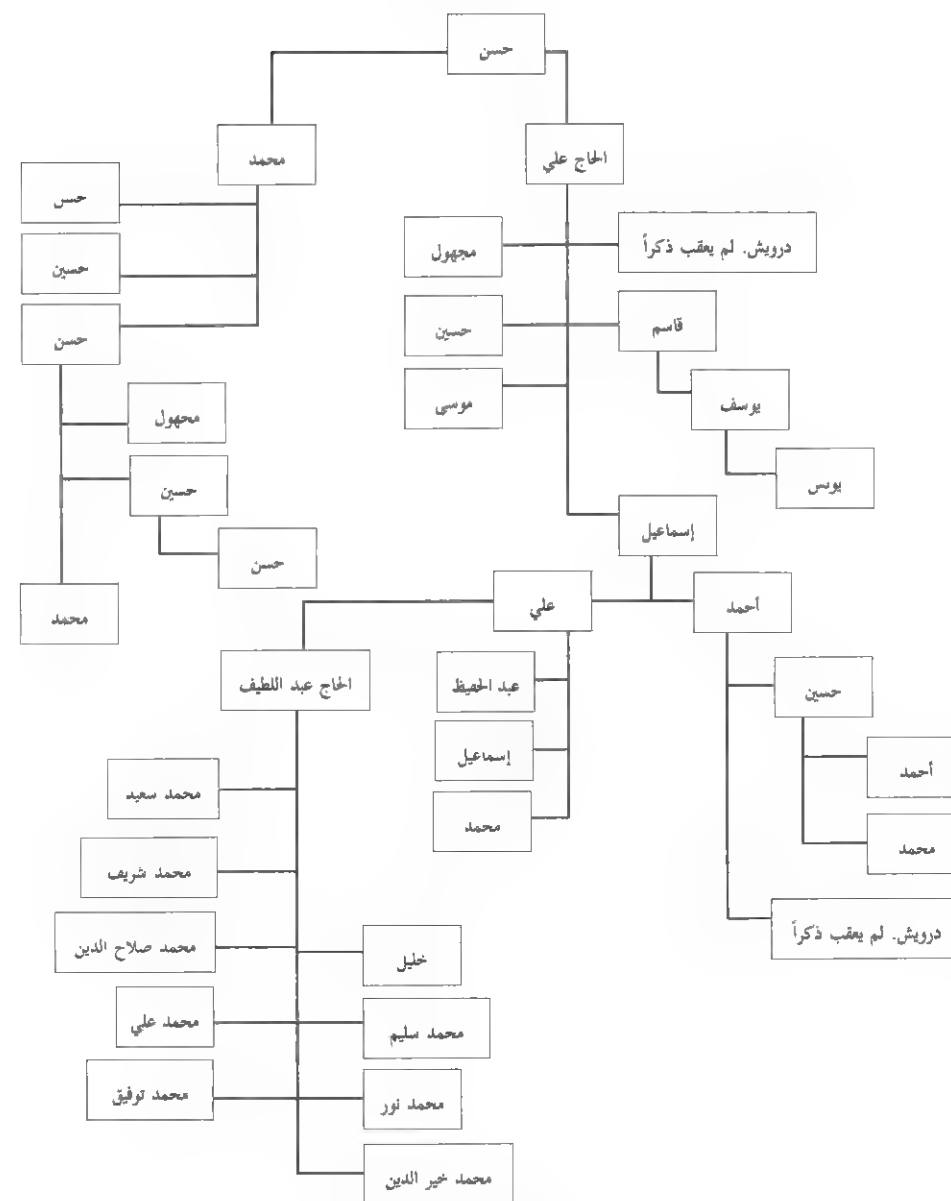 حسن
محمد
الحاج علي
حسن
حسين
حسن
مجهول
حسين
حسن
محمد
درويش. لم يعقب ذكراً
مجهول
قاسم
حسين
يوسف
موسى
يونس
إسماعيل
أحمد
علي
حسين
أحمد
محمد
درويش. لم يعقب ذكراً
عبد الحفيظ
إسماعيل
محمد
الحاج عبد اللطيف
محمد سعيد
محمد شريف
محمد صلاح الدين
خليل
محمد علي
محمد سليم
محمد توفيق
محمد نور
محمد خير الدين